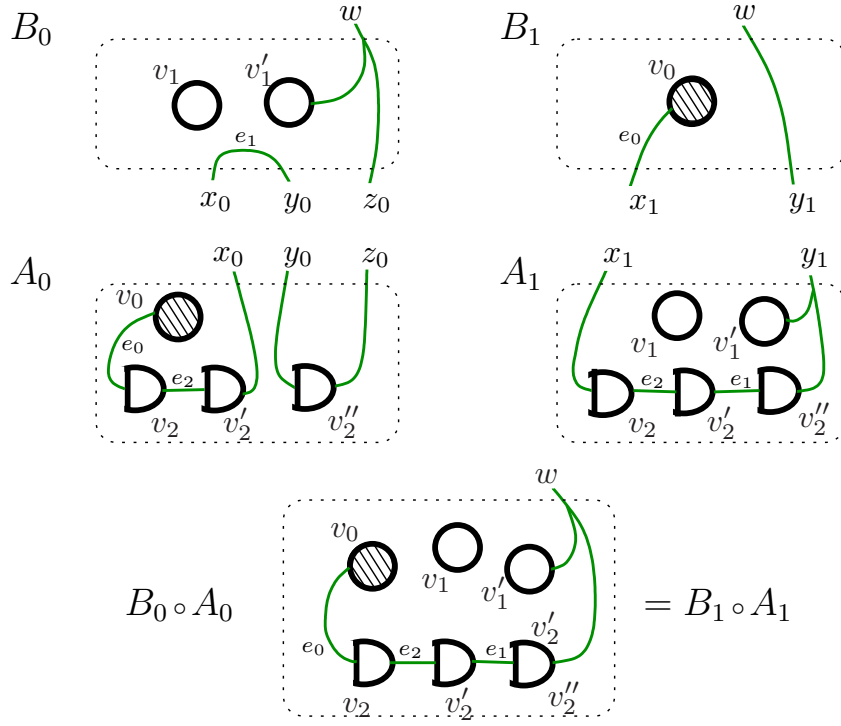 B₀ w B₁ w
v₁ v₁′ v₀
e₁ e₀
x₀ y₀ z₀ x₁ y₁
A₀ x₀ y₀ z₀ A₁ x₁ y₁
v₀ v₁ v₁′
e₀ e₂ e₂ e₁
v₂ v₂′ v₂″ v₂ v₂′ v₂″
w
v₀ v₁ v₁′
B₀ ∘ A₀ = B₁ ∘ A₁
v₂′
e₀ e₂ e₁
v₂ v₂′ v₂″